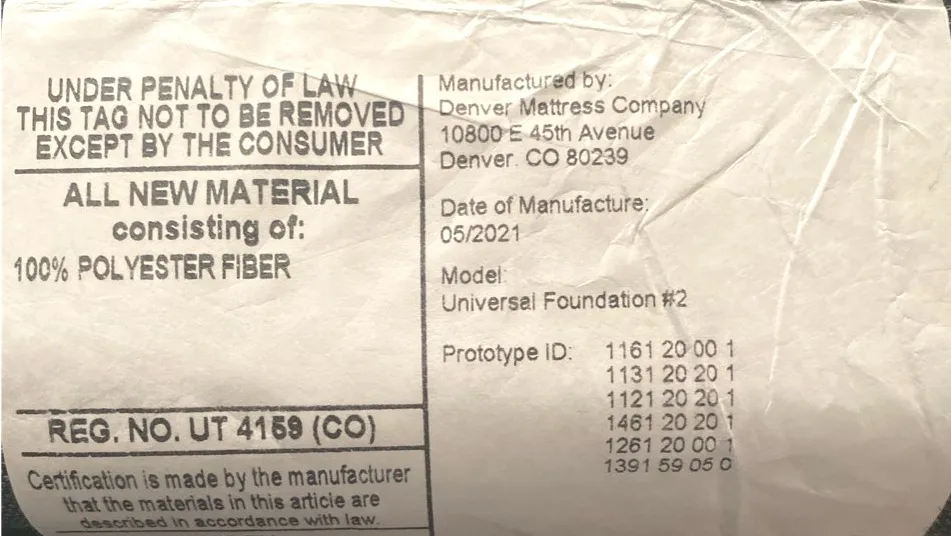 UNDER PENALTY OF LAW
THIS TAG NOT TO BE REMOVED
EXCEPT BY THE CONSUMER
ALL NEW MATERIAL
consisting of:
100% POLYESTER FIBER
REG. NO. UT 4159 (CO)
Certification is made by the manufacturer
that the materials in this article are
described in accordance with law.
Manufactured by:
Denver Mattress Company
10800 E 45th Avenue
Denver, CO 80239
Date of Manufacture:
05/2021
Model:
Universal Foundation #2
Prototype ID: 1161 20 00 1
1131 20 20 1
1121 20 20 1
1461 20 20 1
1261 20 00 1
1391 59 05 0